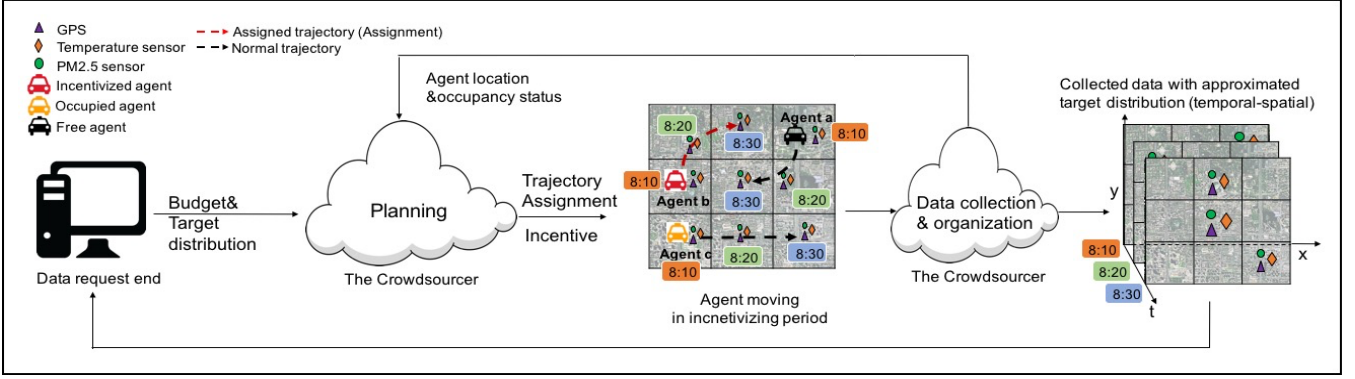 GPS
Temperature sensor
PM2.5 sensor
Incentivized agent
Occupied agent
Free agent
Assigned trajectory (Assignment)
Normal trajectory
Data request end
Budget&
Target
distribution
Agent location
&occupancy status
Planning
The Crowdsourcer
Trajectory
Assignment
Incentive
8:20
8:30
Agent a
8:10
8:10
Agent b
8:30
8:20
Agent c
8:10
8:20
8:30
Agent moving
in incnetivizing period
Data collection
& organization
The Crowdsourcer
Collected data with approximated
target distribution (temporal-spatial)
y
x
8:10
8:20
8:30
t